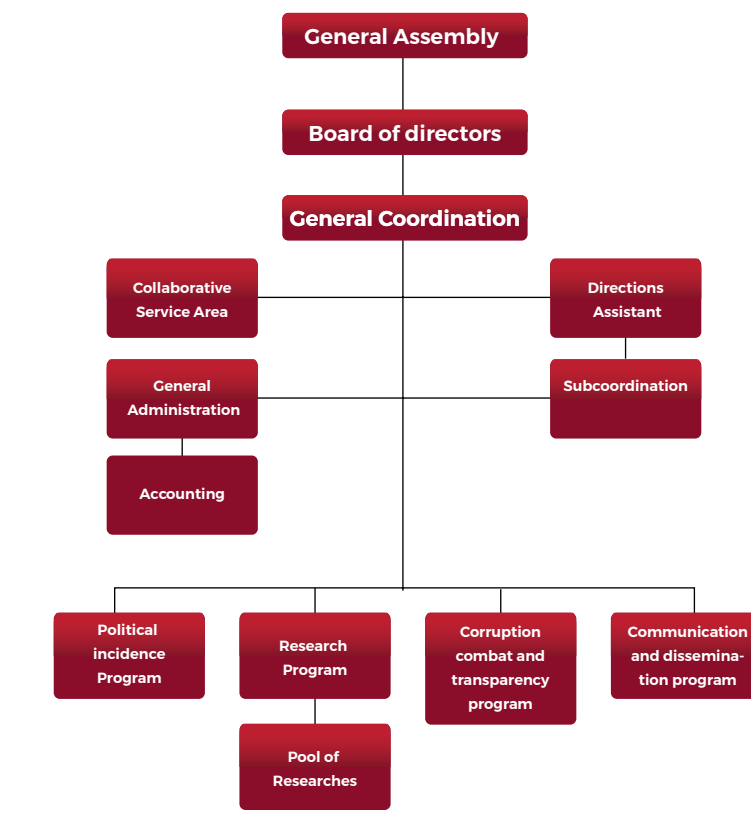 General Assembly
Board of directors
General Coordination
Collaborative
Service Area
Directions
Assistant
General
Administration
Subcoordination
Accounting
Political
incidence
Program
Research
Program
Corruption
combat and
transparency
program
Communication
and dissemina-
tion program
Pool of
Researches